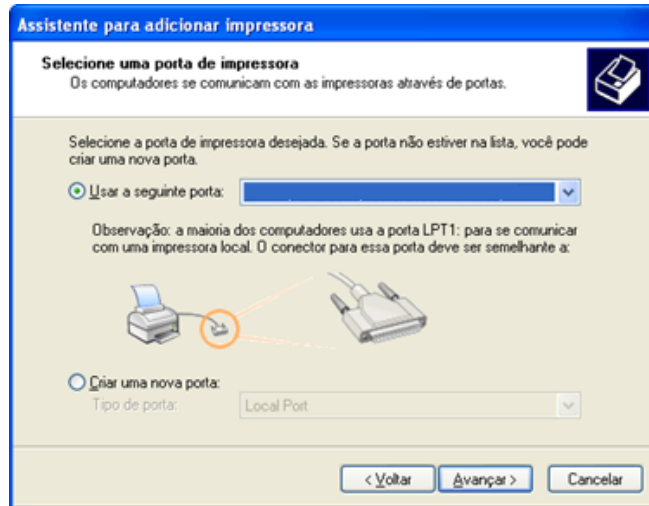 Assistente para adicionar impressora
Selecione uma porta de impressora
Os computadores se comunicam com as impressoras através de portas.
Selecione a porta de impressora desejada. Se a porta não estiver na lista, você pode
criar uma nova porta.
Usar a seguinte porta:
Observação: a maioria dos computadores usa a porta LPT1: para se comunicar
com uma impressora local. O conector para essa porta deve ser semelhante a:
Criar uma nova porta:
Tipo de porta: Local Port
< Voltar Avançar > Cancelar